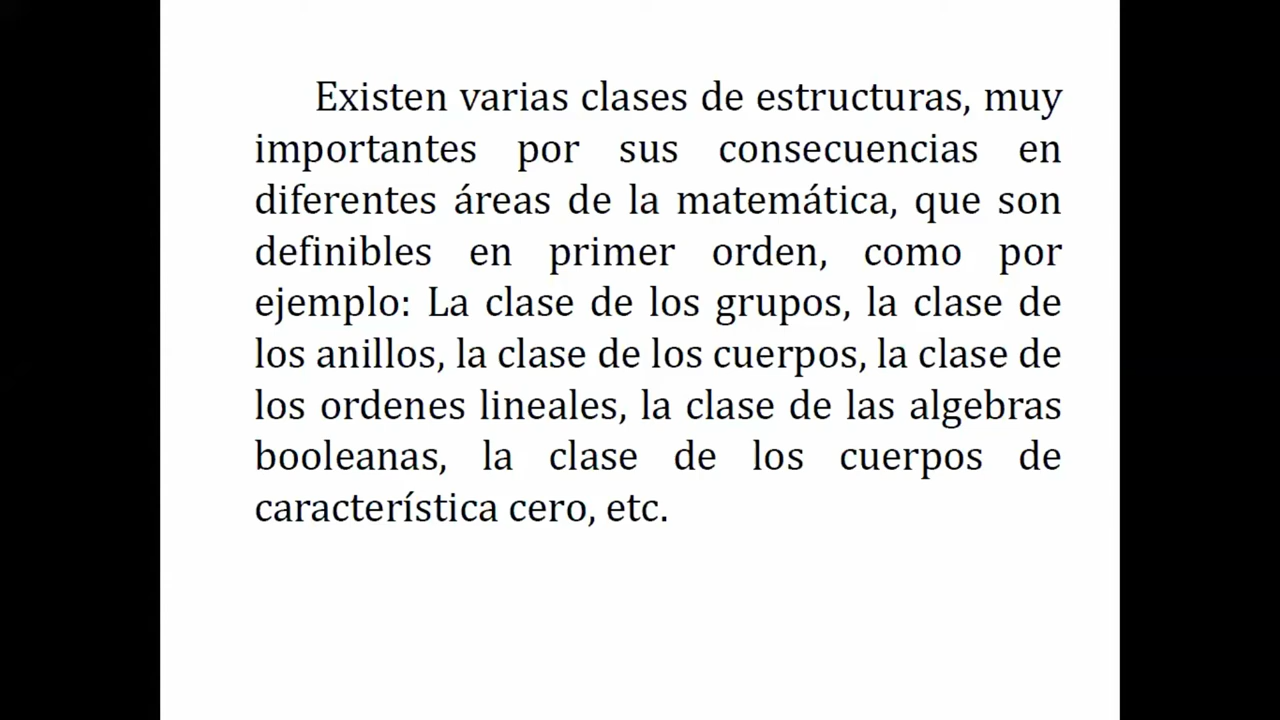 Existen varias clases de estructuras, muy
importantes por sus consecuencias en
diferentes áreas de la matemática, que son
definibles en primer orden, como por
ejemplo: La clase de los grupos, la clase de
los anillos, la clase de los cuerpos, la clase de
los ordenes lineales, la clase de las algebras
booleanas, la clase de los cuerpos de
característica cero, etc.